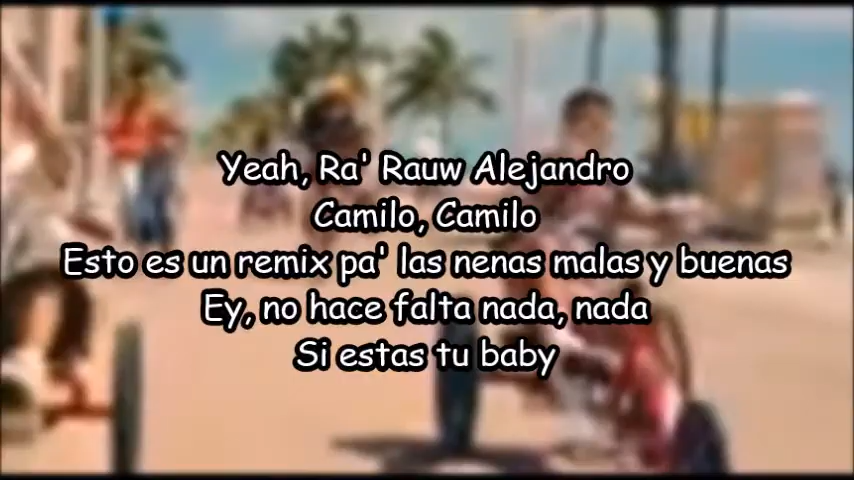 Yeah, Ra' Rauw Alejandro
Camilo, Camilo
Esto es un remix pa' las nenas malas y buenas
Ey, no hace falta nada, nada
Si estas tu baby